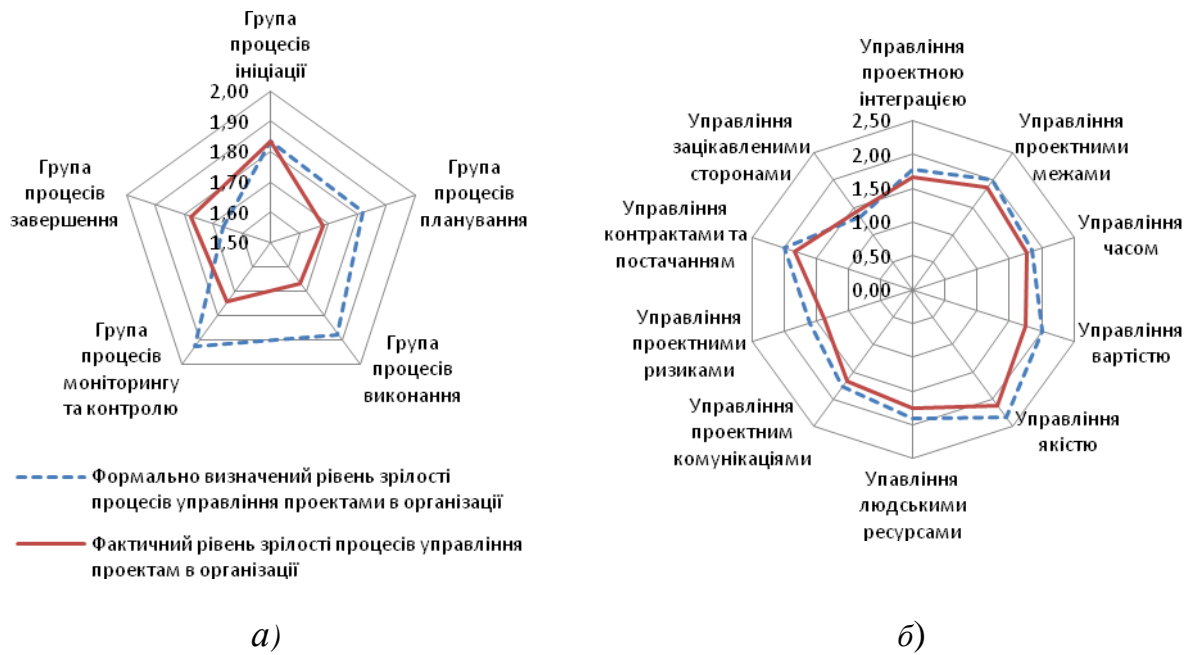 Група
процесів
ініціації
2,00
1,90
1,80
1,70
1,60
1,50
Група
процесів
планування
Група
процесів
виконання
Група
процесів
моніторингу
та контролю
Група
процесів
завершення
Формально визначений рівень зрілості
процесів управління проектами в організації
Фактичний рівень зрілості процесів управління
проектам в організації
а)
Управління
проектною
інтеграцією
2,50
2,00
1,50
1,00
0,50
0,00
Управління
проектними
межами
Управління
часом
Управління
вартістю
Управління
якістю
Упавління
людськими
ресурсами
Управління
проектним
комунікаціями
Управління
проектними
ризиками
Управління
контрактами та
постачанням
Управління
зацікавленими
сторонами
б)